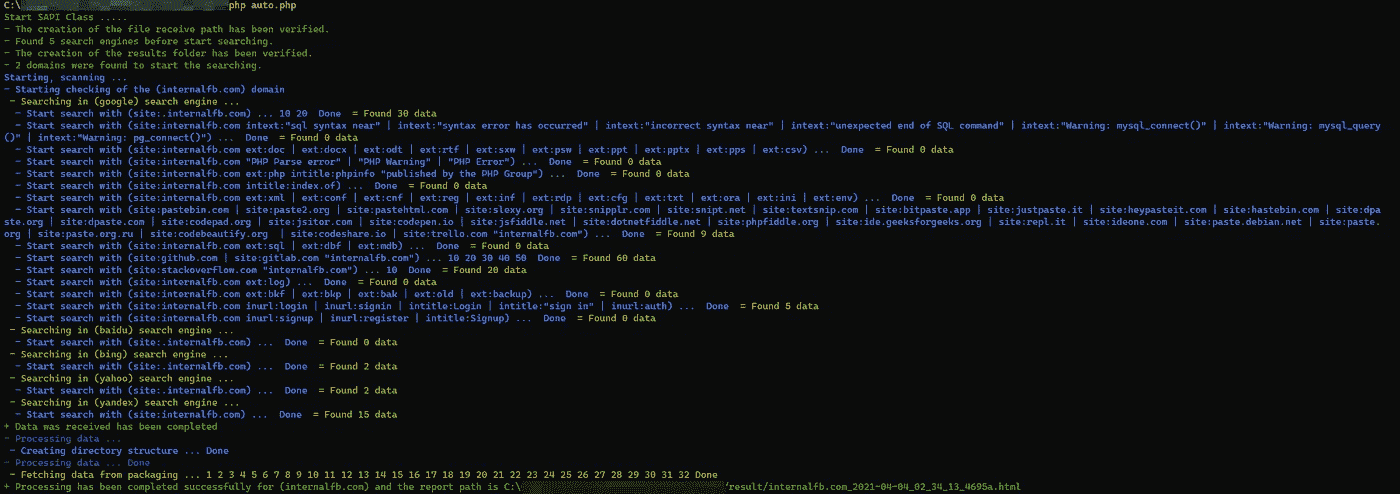 C:\ php auto.php
Start SAPI Class .....
- The creation of the file receive path has been verified.
- Found 5 search engines before start searching.
- The creation of the results folder has been verified.
- 2 domains were found to start the searching.
Starting, scanning ...
- Starting checking of the (internalfb.com) domain
- Searching in (google) search engine ...
- Start search with (site:.internalfb.com) ... 10 20  Done  = Found 30 data
- Start search with (site:internalfb.com intext:"sql syntax near" | intext:"syntax error has occurred" | intext:"incorrect syntax near" | intext:"unexpected end of SQL command" | intext:"Warning: mysql_connect()" | intext:"Warning: mysql_query
()" | intext:"Warning: pg_connect()") ...  Done  = Found 0 data
- Start search with (site:internalfb.com ext:doc | ext:docx | ext:odt | ext:rtf | ext:sxw | ext:psw | ext:ppt | ext:pptx | ext:pps | ext:csv) ...  Done  = Found 0 data
- Start search with (site:internalfb.com "PHP Parse error" | "PHP Warning" | "PHP Error") ...  Done  = Found 0 data
- Start search with (site:internalfb.com ext:php intitle:phpinfo "published by the PHP Group") ...  Done  = Found 0 data
- Start search with (site:internalfb.com intitle:index.of) ...  Done  = Found 0 data
- Start search with (site:internalfb.com ext:xml | ext:conf | ext:cnf | ext:reg | ext:inf | ext:rdp | ext:cfg | ext:txt | ext:ora | ext:ini | ext:env) ...  Done  = Found 0 data
- Start search with (site:pastebin.com | site:paste2.org | site:pastehtml.com | site:slexy.org | site:snipplr.com | site:snipt.net | site:textsnip.com | site:bitpaste.app | site:justpaste.it | site:heypasteit.com | site:hastebin.com | site:dpa
ste.org | site:dpaste.com | site:codepad.org | site:jsitor.com | site:codepen.io | site:jsfiddle.net | site:dotnetfiddle.net | site:phpfiddle.org | site:ide.geeksforgeeks.org | site:repl.it | site:ideone.com | site:paste.debian.net | site:paste.
org | site:paste.org.ru | site:codebeautify.org  | site:codeshare.io | site:trello.com "internalfb.com") ...  Done  = Found 9 data
- Start search with (site:internalfb.com ext:sql | ext:dbf | ext:mdb) ...  Done  = Found 0 data
- Start search with (site:github.com | site:gitlab.com "internalfb.com") ... 10 20 30 40 50  Done  = Found 60 data
- Start search with (site:stackoverflow.com "internalfb.com") ... 10  Done  = Found 20 data
- Start search with (site:internalfb.com ext:log) ...  Done  = Found 0 data
- Start search with (site:internalfb.com ext:bkf | ext:bkp | ext:bak | ext:old | ext:backup) ...  Done  = Found 0 data
- Start search with (site:internalfb.com inurl:login | inurl:signin | intitle:Login | intitle:"sign in" | inurl:auth) ...  Done  = Found 5 data
- Start search with (site:internalfb.com inurl:signup | inurl:register | intitle:Signup) ...  Done  = Found 0 data
- Searching in (baidu) search engine ...
- Start search with (site:.internalfb.com) ...  Done  = Found 0 data
- Searching in (bing) search engine ...
- Start search with (site:.internalfb.com) ...  Done  = Found 2 data
- Searching in (yahoo) search engine ...
- Start search with (site:.internalfb.com) ...  Done  = Found 2 data
- Searching in (yandex) search engine ...
- Start search with (site:internalfb.com) ...  Done  = Found 15 data
+ Data was received has been completed
- Processing data ...
- Creating directory structure ... Done
- Processing data ... Done
- Fetching data from packaging ... 1 2 3 4 5 6 7 8 9 10 11 12 13 14 15 16 17 18 19 20 21 22 23 24 25 26 27 28 29 30 31 32 Done
+ Processing has been completed successfully for (internalfb.com) and the report path is C:\ /result/internalfb.com_2021-04-04_02_34_13_4695a.html